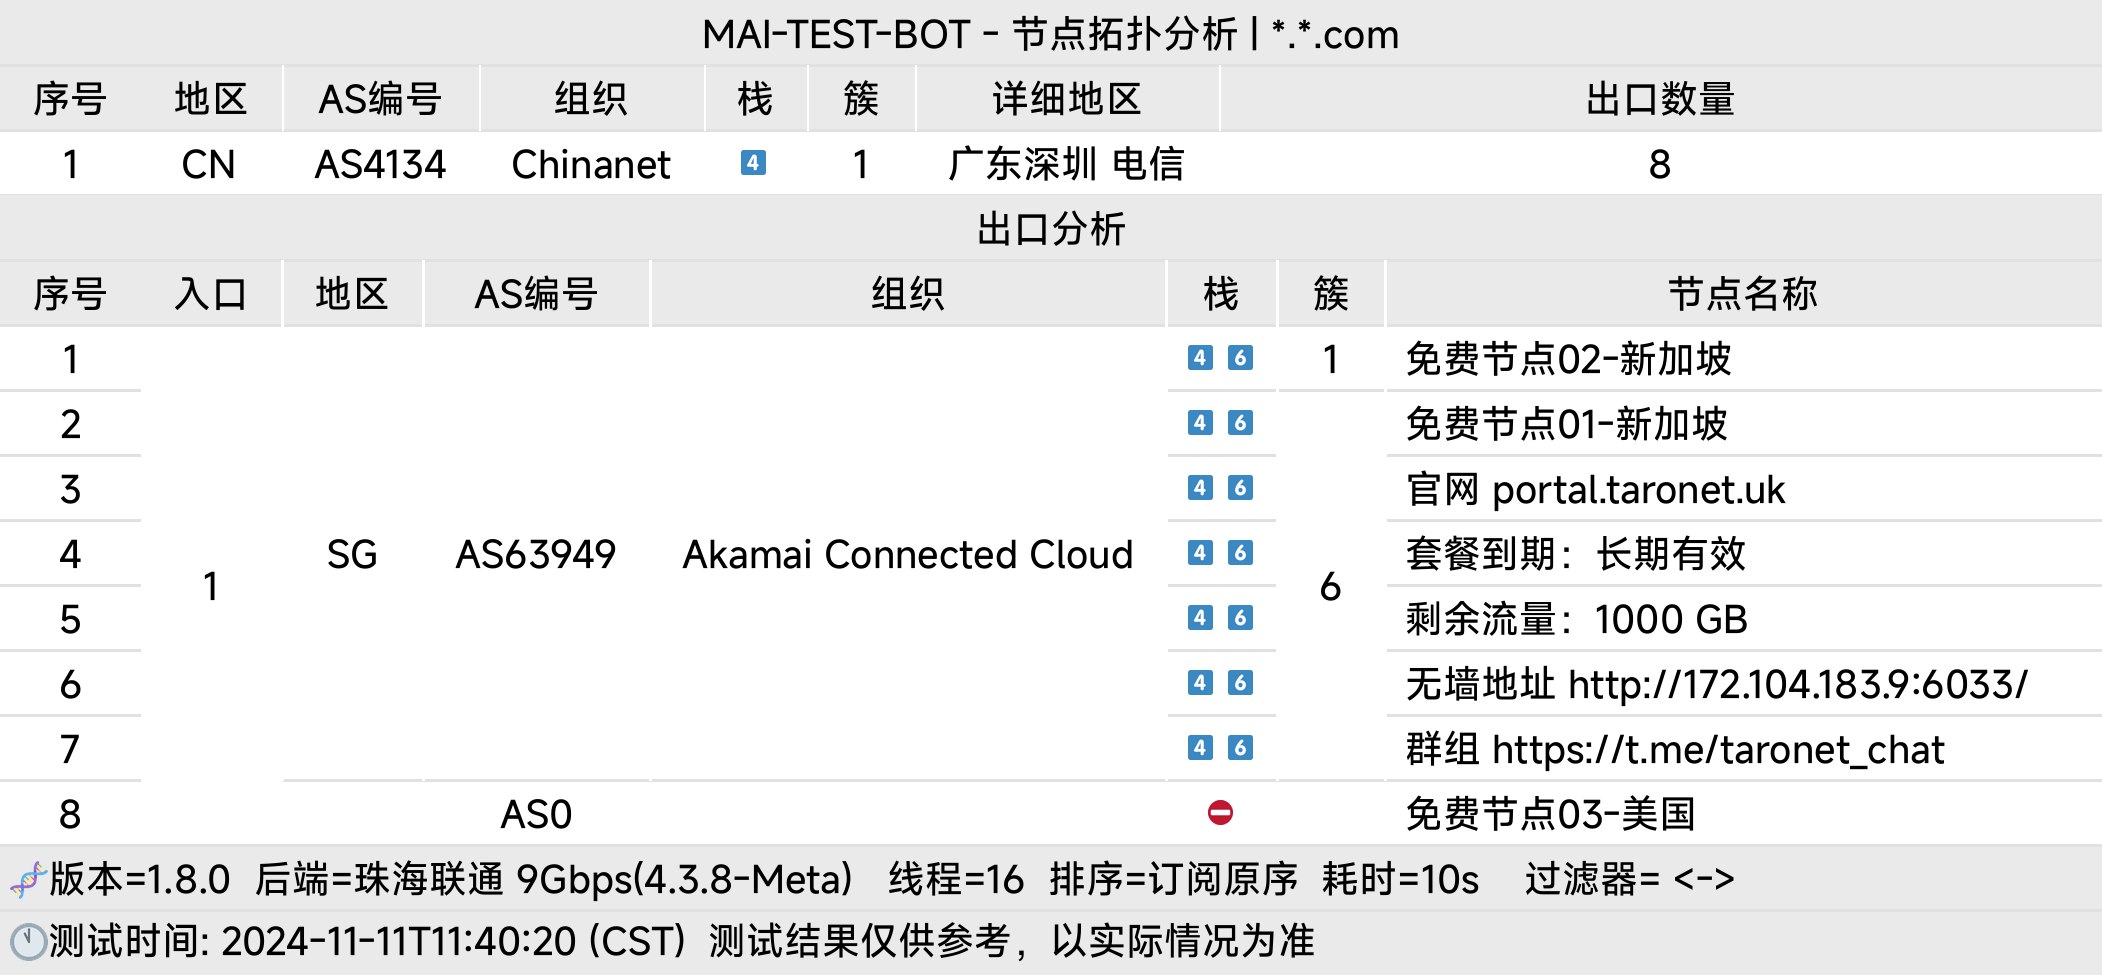 MAI-TEST-BOT - 节点拓扑分析 | *.*.com
序号 地区 AS编号 组织 栈 簇 详细地区 出口数量
1 CN AS4134 Chinanet 4 1 广东深圳 电信 8
出口分析
序号 入口 地区 AS编号 组织 栈 簇 节点名称
1 4 6 1 免费节点02-新加坡
2 4 6 免费节点01-新加坡
3 4 6 官网 portal.taronet.uk
4 SG AS63949 Akamai Connected Cloud 4 6 套餐到期：长期有效
1 6
5 4 6 剩余流量：1000 GB
6 4 6 无墙地址 http://172.104.183.9:6033/
7 4 6 群组 https://t.me/taronet_chat
8 AS0 免费节点03-美国
版本=1.8.0 后端=珠海联通 9Gbps(4.3.8-Meta) 线程=16 排序=订阅原序 耗时=10s 过滤器= <->
测试时间: 2024-11-11T11:40:20 (CST) 测试结果仅供参考，以实际情况为准